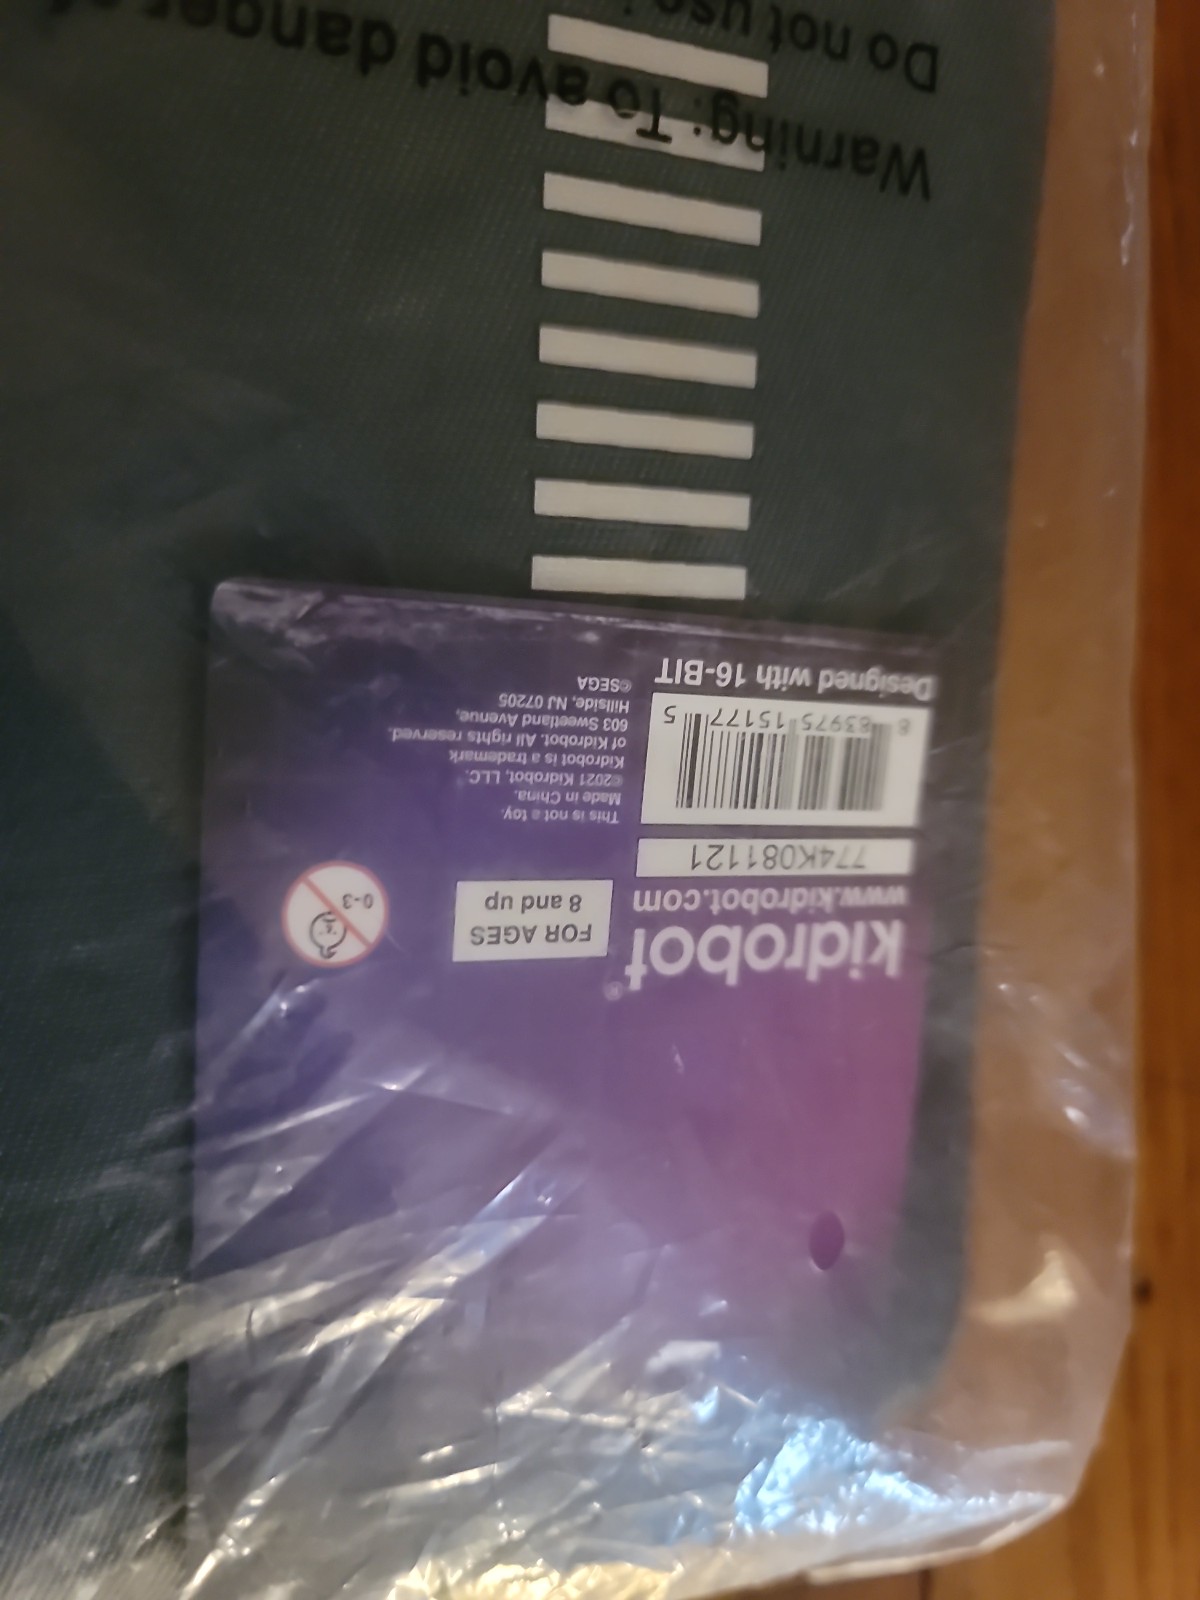 kidrobot®
www.kidrobot.com
774K081121
8 83975 15177 5
Designed with 16-BIT
FOR AGES
8 and up
0-3
This is not a toy.
Made in China.
©2021 Kidrobot, LLC.
Kidrobot is a trademark
of Kidrobot. All rights reserved.
603 Sweetland Avenue,
Hillside, NJ 07205
©SEGA
Warning: To avoid danger of
Do not use